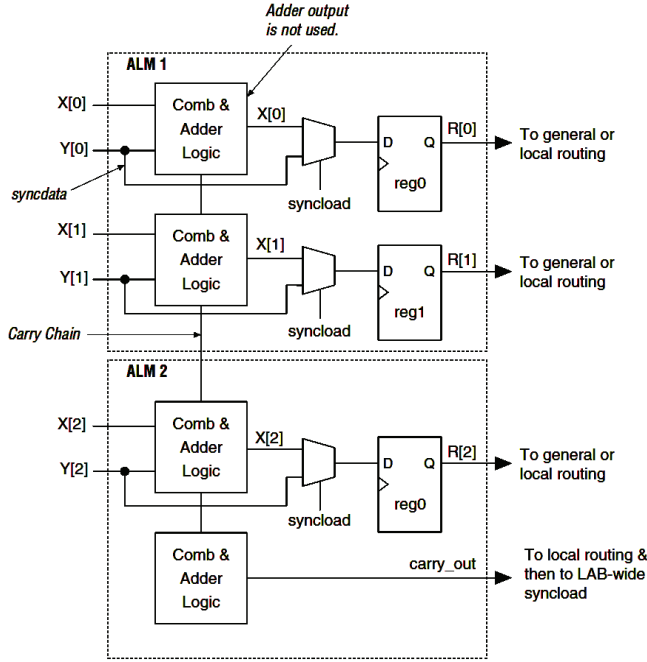 Adder output
is not used.
ALM 1
X[0]
Comb &
Adder
Logic
X[0]
Y[0]
D
Q
reg0
R[0]
To general or
local routing
syncdata
syncload
X[1]
Comb &
Adder
Logic
X[1]
Y[1]
D
Q
reg1
R[1]
To general or
local routing
syncload
Carry Chain
ALM 2
X[2]
Comb &
Adder
Logic
X[2]
Y[2]
D
Q
reg0
R[2]
To general or
local routing
syncload
Comb &
Adder
Logic
carry_out
To local routing &
then to LAB-wide
syncload